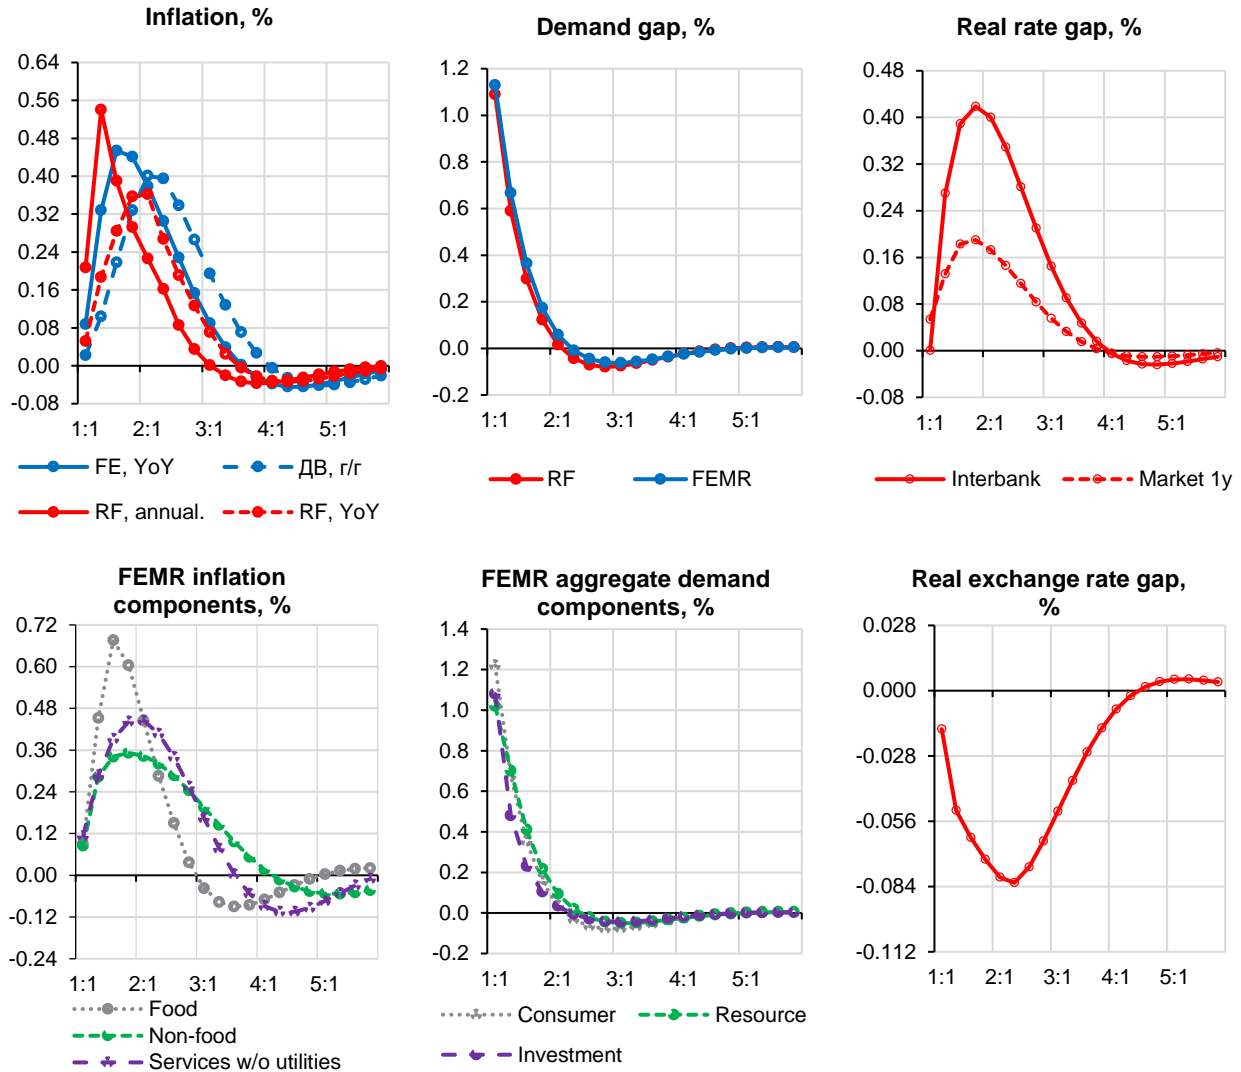 Inflation, %
0.64
0.56
0.48
0.40
0.32
0.24
0.16
0.08
0.00
-0.08
1:1 2:1 3:1 4:1 5:1
FE, YoY ДВ, г/г
RF, annual. RF, YoY
Demand gap, %
1.2
1.0
0.8
0.6
0.4
0.2
0.0
-0.2
1:1 2:1 3:1 4:1 5:1
RF FEMR
Real rate gap, %
0.48
0.40
0.32
0.24
0.16
0.08
0.00
-0.08
1:1 2:1 3:1 4:1 5:1
Interbank Market 1y
FEMR inflation
components, %
0.72
0.60
0.48
0.36
0.24
0.12
0.00
-0.12
-0.24
1:1 2:1 3:1 4:1 5:1
Food
Non-food
Services w/o utilities
FEMR aggregate demand
components, %
1.4
1.2
1.0
0.8
0.6
0.4
0.2
0.0
-0.2
1:1 2:1 3:1 4:1 5:1
Consumer Resource
Investment
Real exchange rate gap,
%
0.028
0.000
-0.028
-0.056
-0.084
-0.112
1:1 2:1 3:1 4:1 5:1